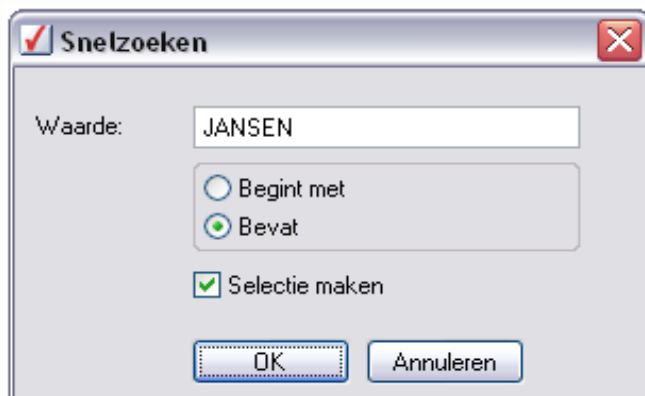 Snelzoeken
Waarde: JANSEN
Begint met
Bevat
Selectie maken
OK Annuleren